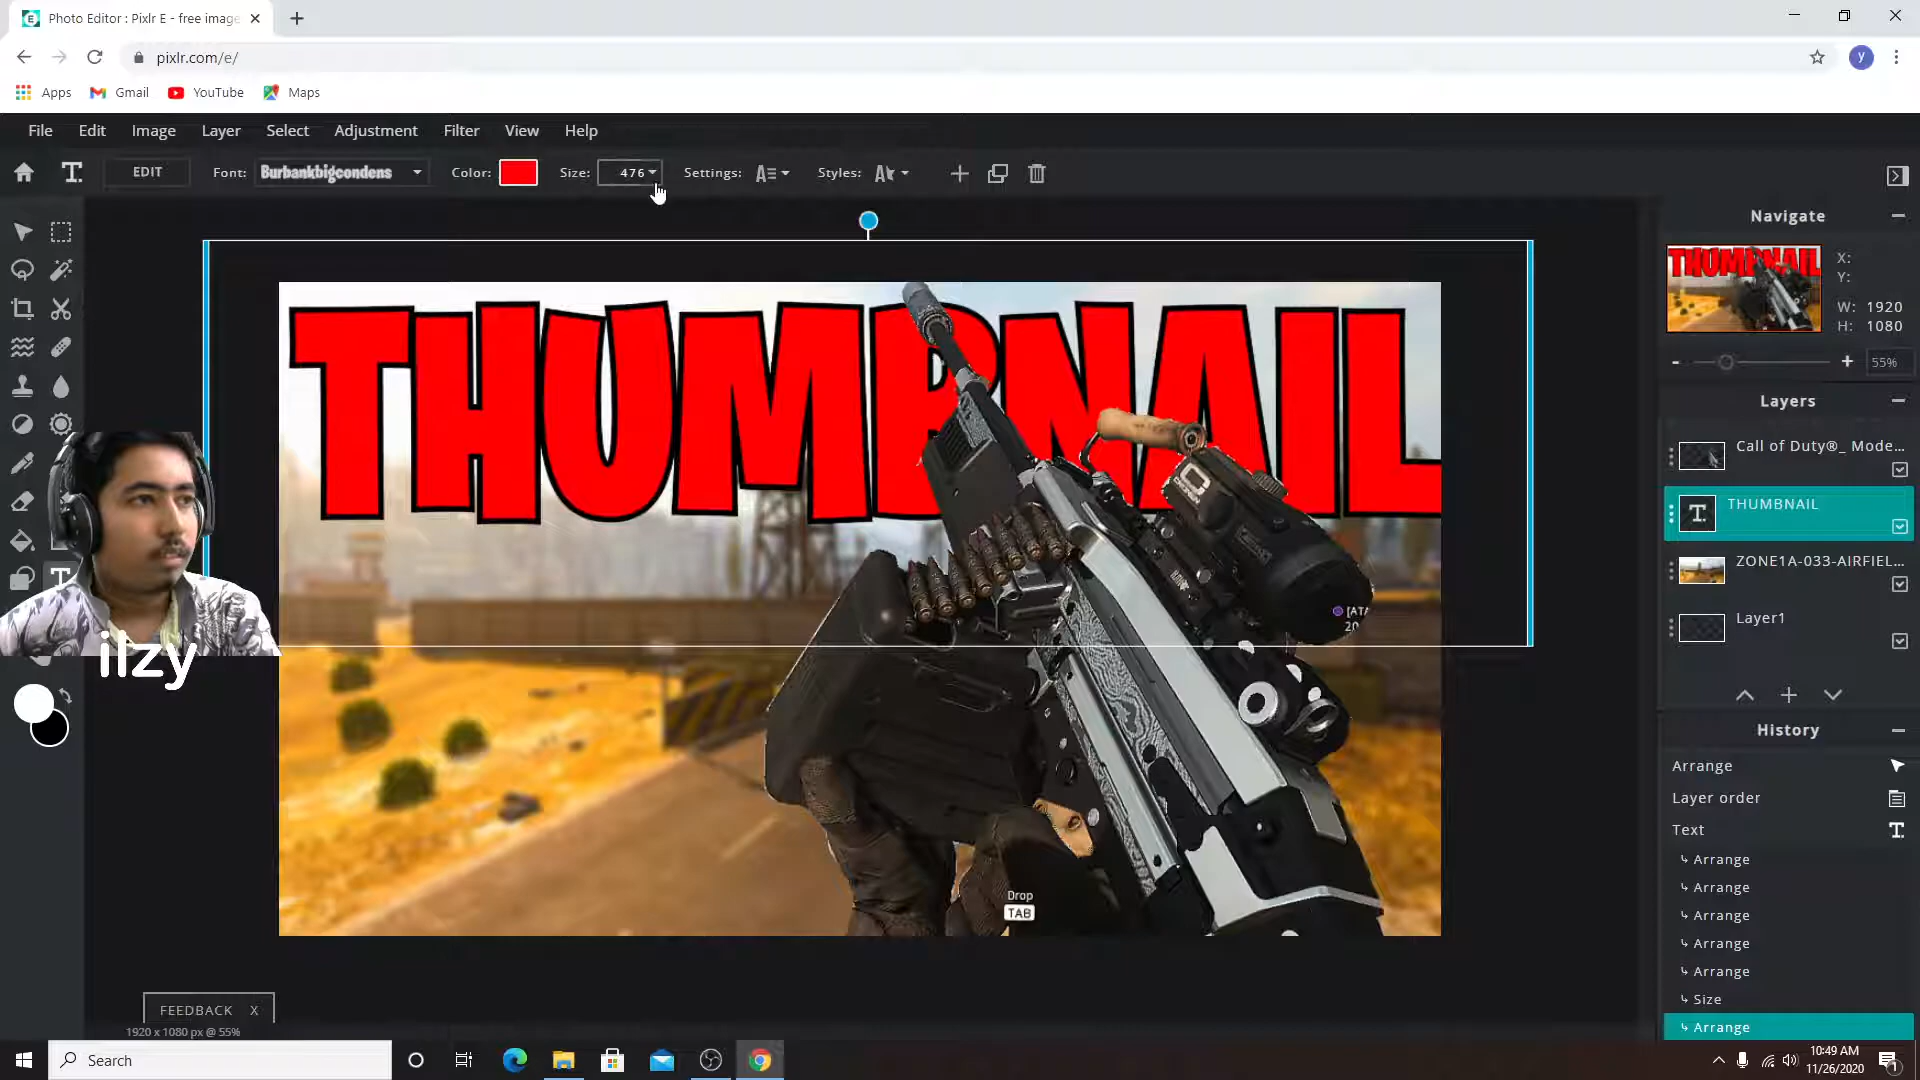 Photo Editor : Pixlr E - free image
pixlr.com/e/
y
Apps
Gmail
YouTube
Maps
File
Edit
Image
Layer
Select
Adjustment
Filter
View
Help
T.
EDIT
Font:
Burbankbigcondens
Color:
Size:
476
Settings:
Styles:
Navigate
X:
Y:
W: 1920
H: 1080
55%
THUMBNAIL
Layers
Call of Duty®_ Mode...
THUMBNAIL
ZONE1A-033-AIRFIEL...
Layer1
History
Arrange
Layer order
Text
Arrange
Arrange
Arrange
Arrange
Arrange
Size
Arrange
ilzy
Drop
TAB
FEEDBACK X
1920 x 1080 px @ 55%
Search
10:49 AM
11/26/2020